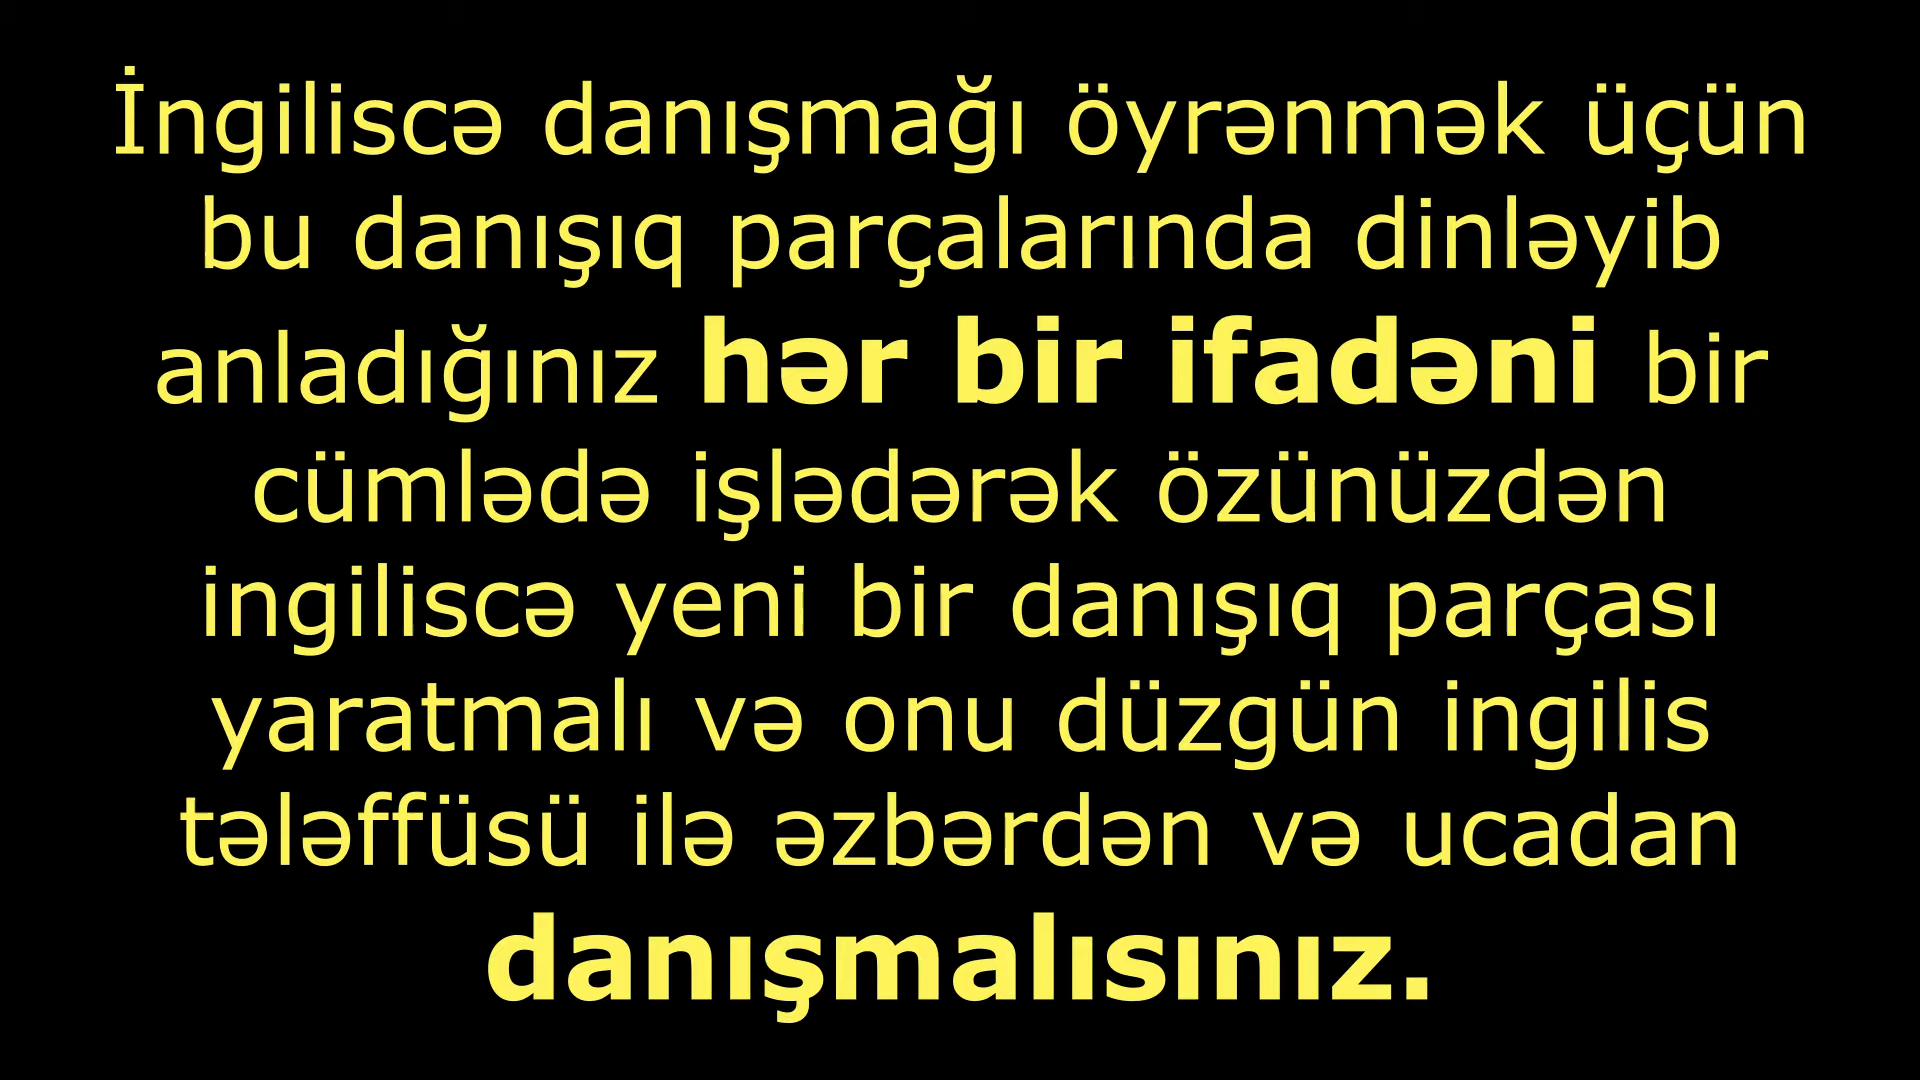 İngiliscə danışmağı öyrənmək üçün
bu danışıq parçalarında dinləyib
anladığınız hər bir ifadəni bir
cümlədə işlədərək özünüzdən
ingiliscə yeni bir danışıq parçası
yaratmalı və onu düzgün ingilis
tələffüsü ilə əzbərdən və ucadan
danışmalısınız.